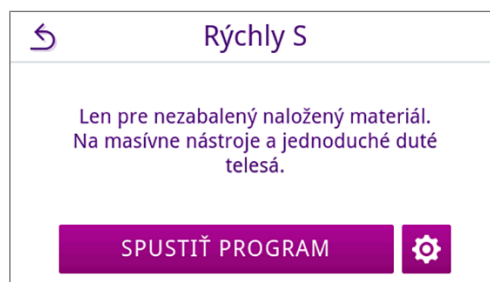 Rýchly S
Len pre nezabalený naložený materiál.
Na masívne nástroje a jednoduché duté
telesá.
SPUSTIŤ PROGRAM